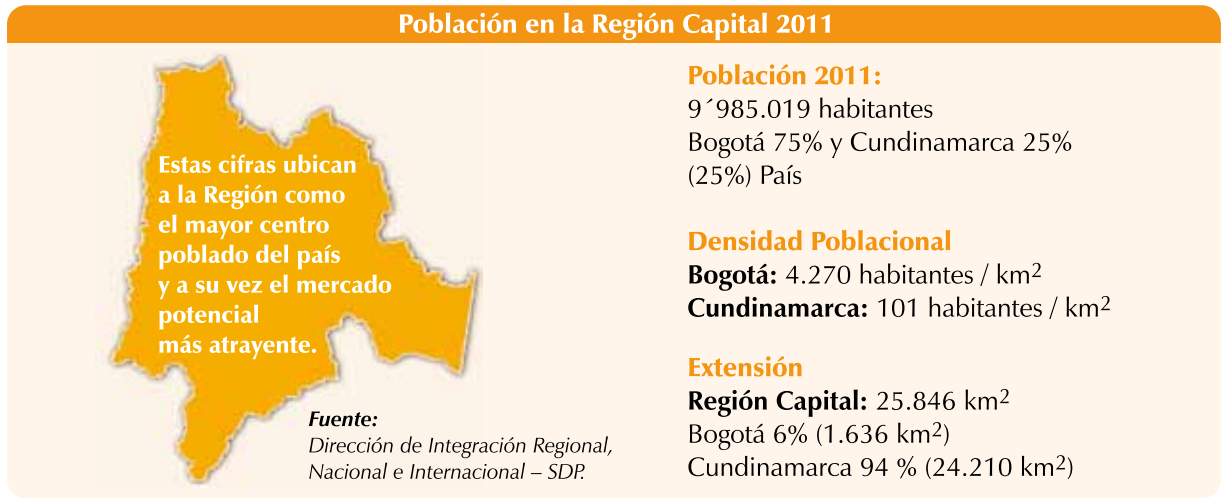 Población en la Región Capital 2011
Estas cifras ubican
a la Región como
el mayor centro
poblado del país
y a su vez el mercado
potencial
más atrayente.
Fuente:
Dirección de Integración Regional,
Nacional e Internacional – SDP.
Población 2011:
9´985.019 habitantes
Bogotá 75% y Cundinamarca 25%
(25%) País
Densidad Poblacional
Bogotá: 4.270 habitantes / km²
Cundinamarca: 101 habitantes / km²
Extensión
Región Capital: 25.846 km²
Bogotá 6% (1.636 km²)
Cundinamarca 94 % (24.210 km²)